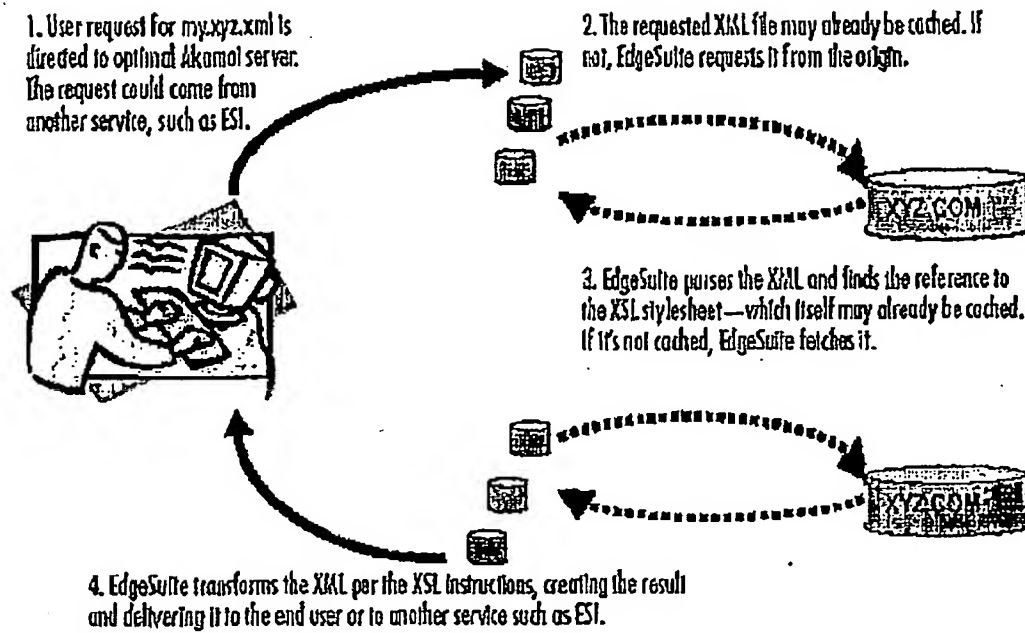 1. User request for my.xyz.xml is
directed to optimal Akamai server.
The request could come from
another service, such as ESI.
2. The requested XML file may already be cached. If
not, EdgeSuite requests it from the origin.
XYZ.COM
3. EdgeSuite parses the XML and finds the reference to
the XSL stylesheet—which itself may already be cached.
If it's not cached, EdgeSuite fetches it.
XYZ.COM
4. EdgeSuite transforms the XML per the XSL instructions, creating the result
and delivering it to the end user or to another service such as ESI.